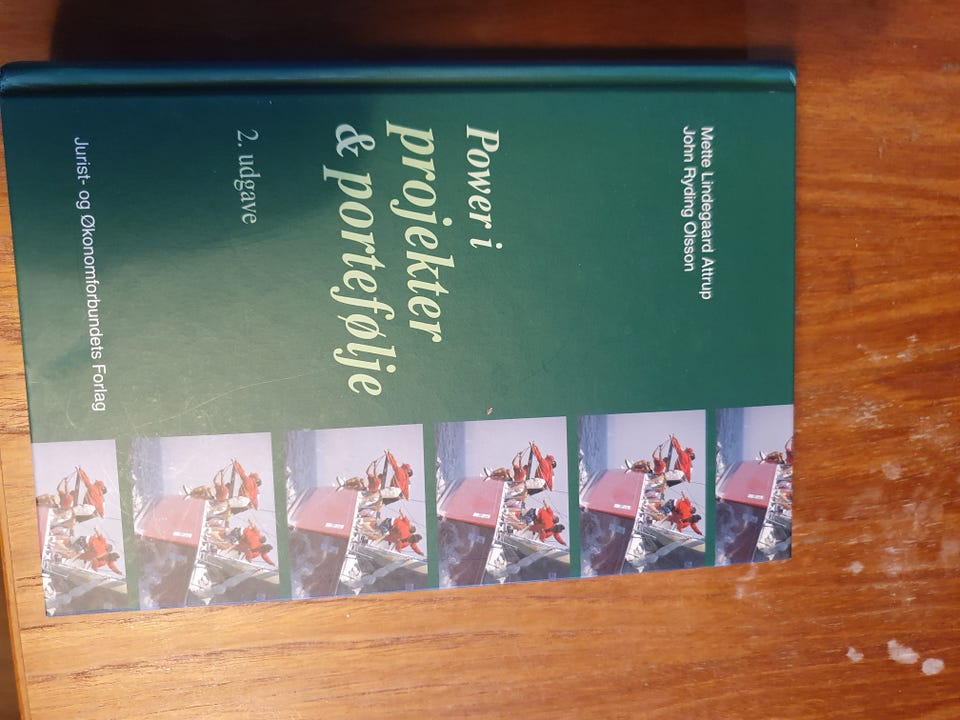 Mette Lindegaard Attrup
John Ryding Olsson
Power i
projekter
& portefølje
2. udgave
Jurist- og Økonomforbundets Forlag